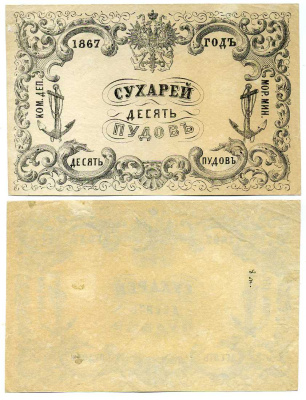 1867 ГОДЪ
КОМ. ДЕП.
МОР. МИН.
СУХАРЕЙ
ДЕСЯТЬ
ПУДОВЪ
ДЕСЯТЬ ПУДОВЪ